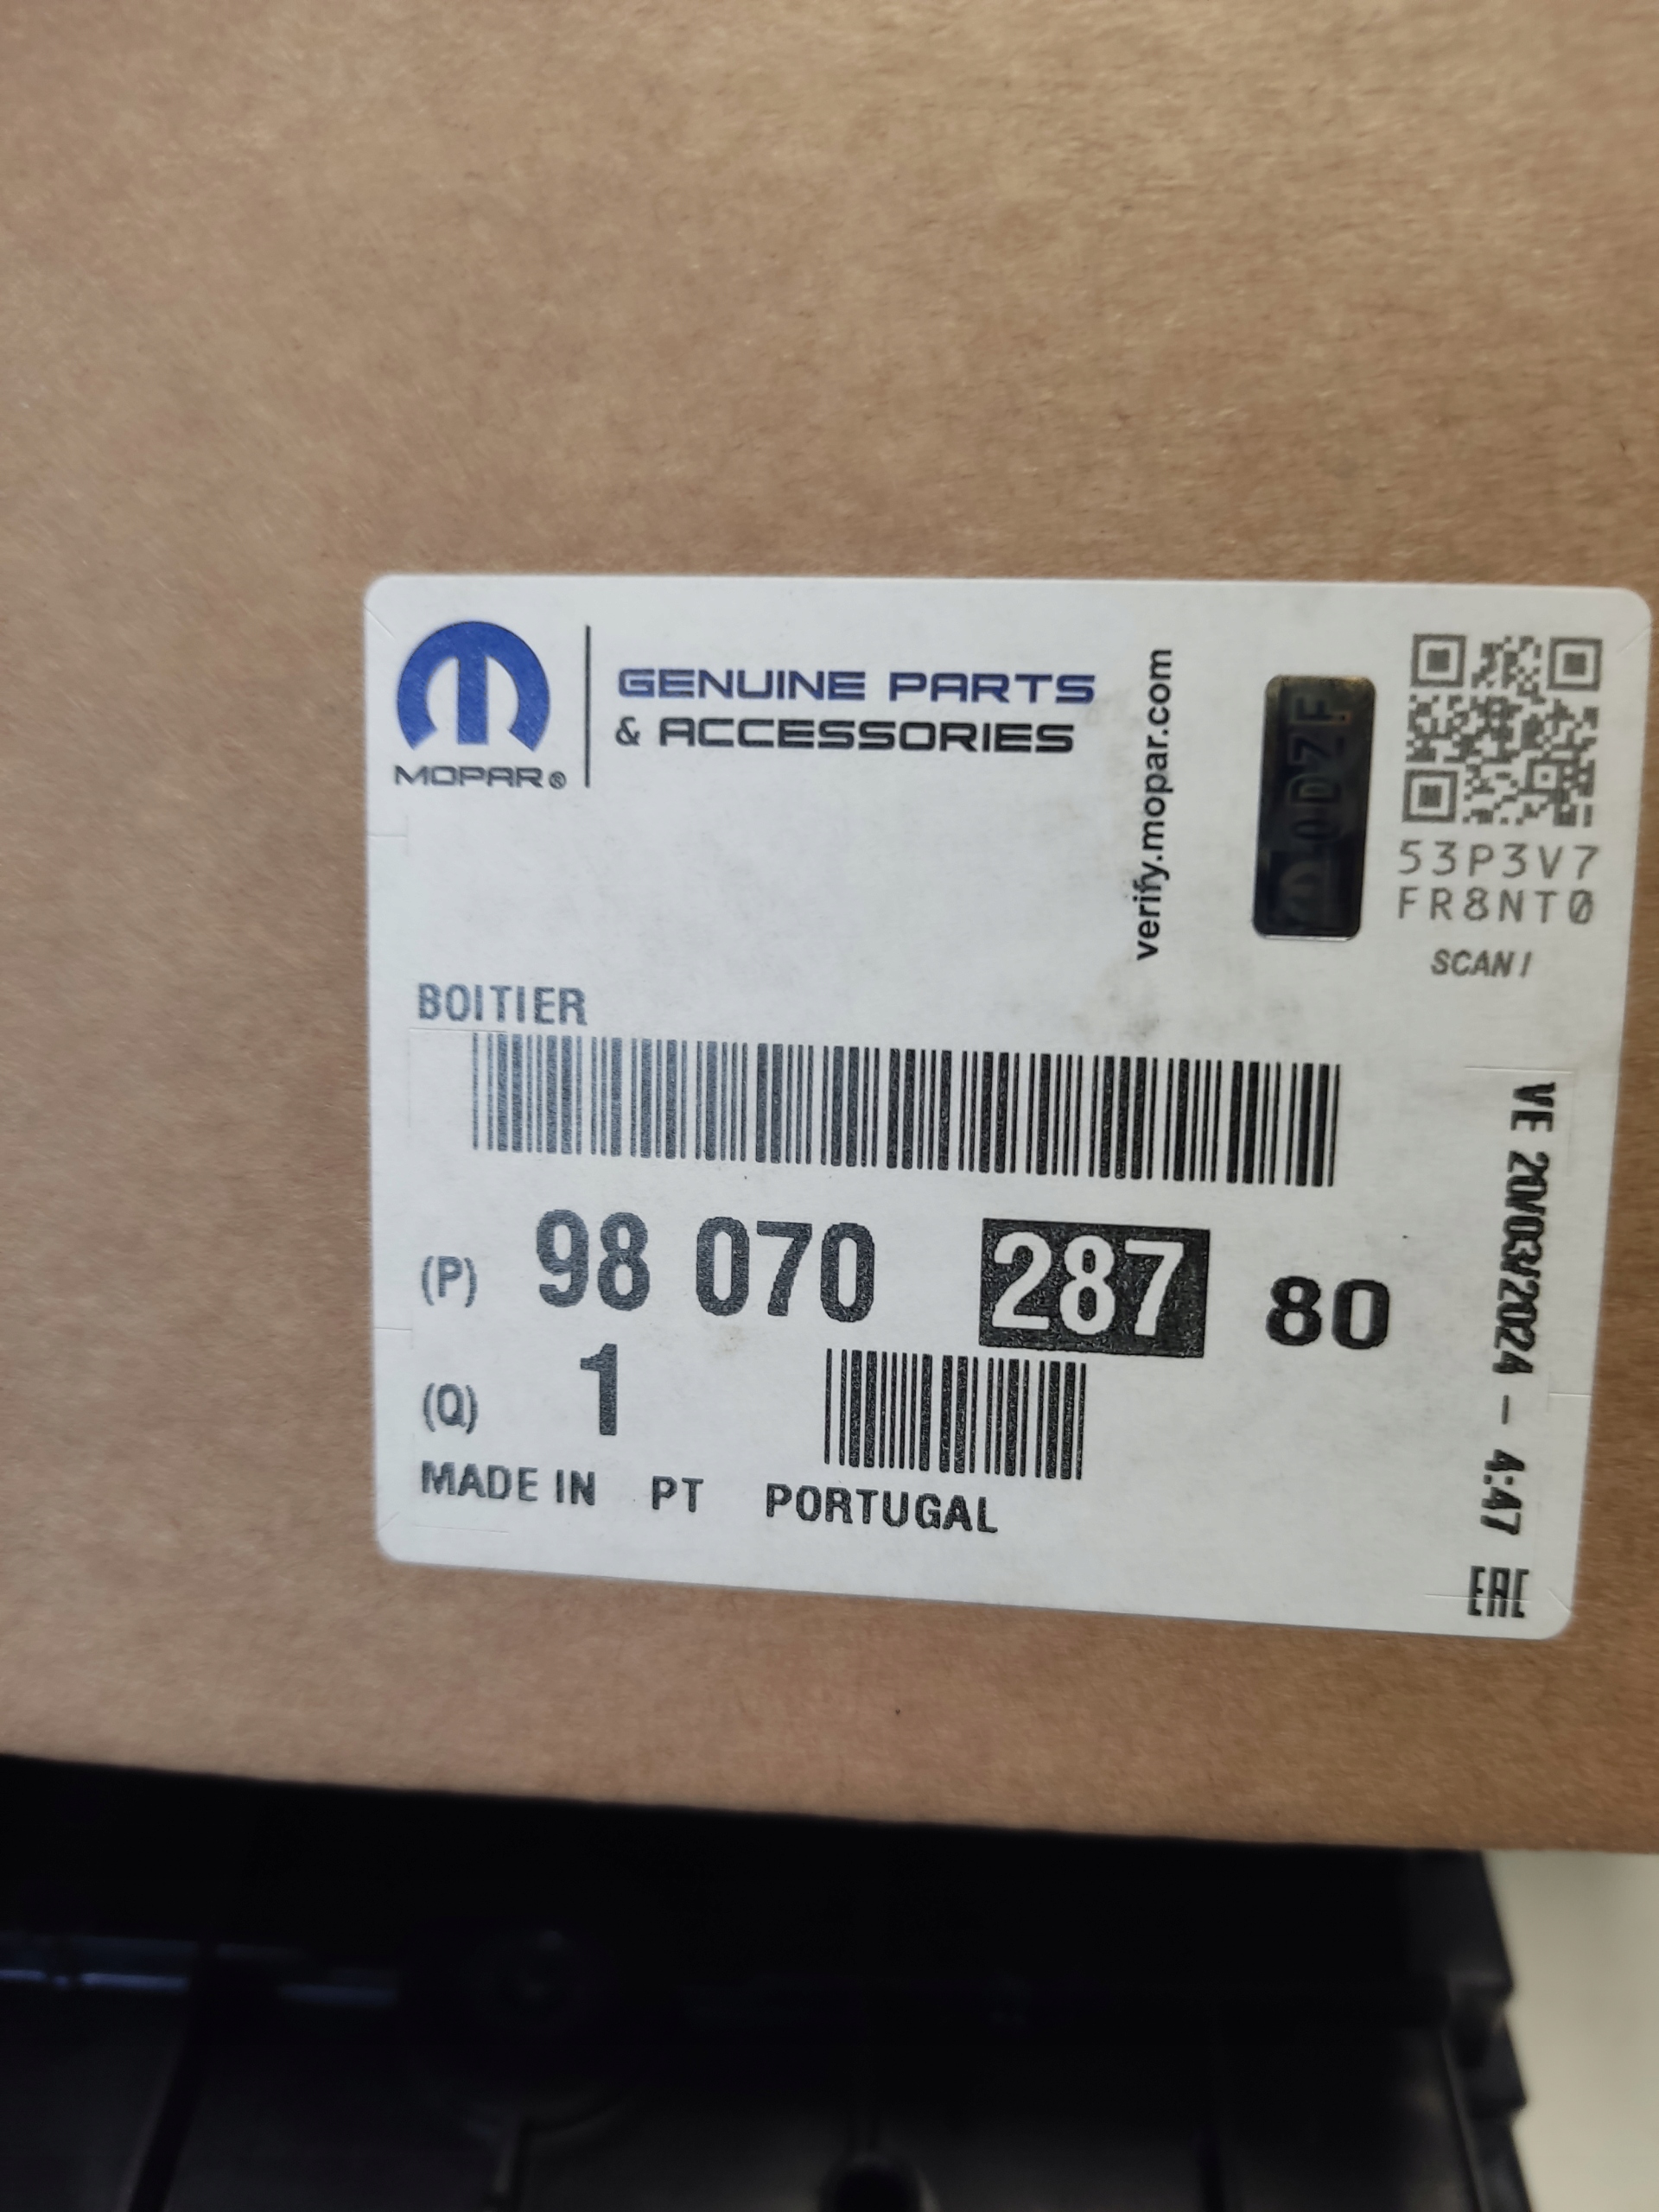 MOPAR®
GENUINE PARTS
& ACCESSORIES
verify.mopar.com
53P3V7
FR8NT0
SCAN!
BOITIER
(P) 98 070 287 80
(Q) 1
MADE IN PT PORTUGAL
VE 20/03/2024 - 4:47
EAC